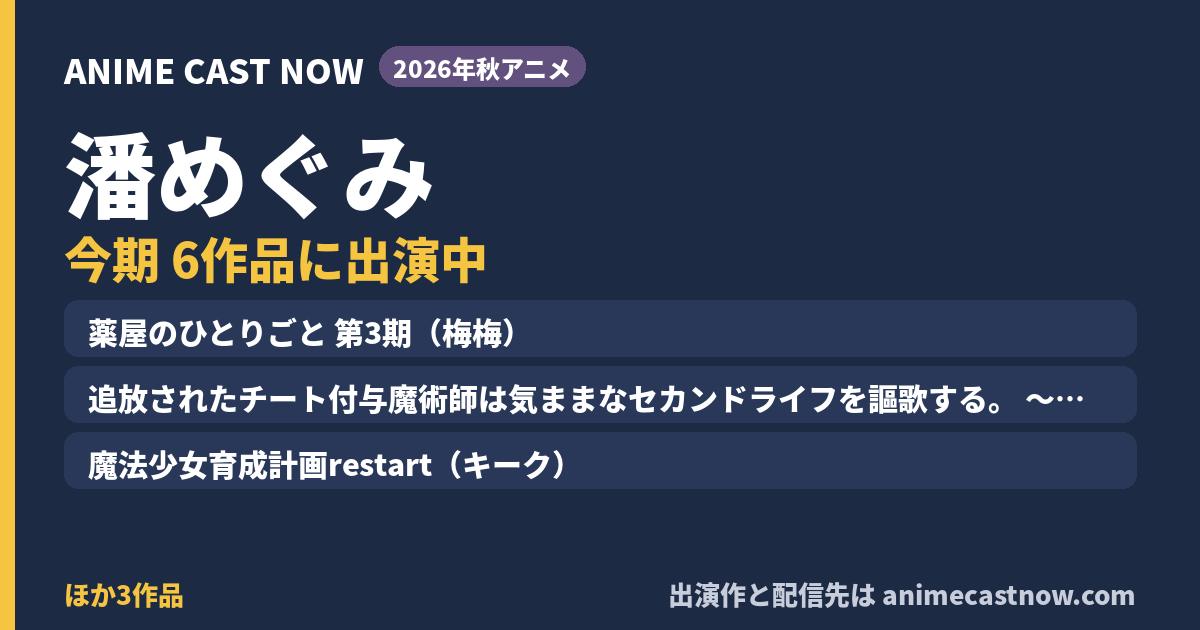 ANIME CAST NOW 2026年秋アニメ
潘めぐみ
今期 6作品に出演中
薬屋のひとりごと 第3期（梅梅）
追放されたチート付与魔術師は気ままなセカンドライフを謳歌する。 〜…
魔法少女育成計画restart（キーク）
ほか3作品 出演作と配信先は animecastnow.com